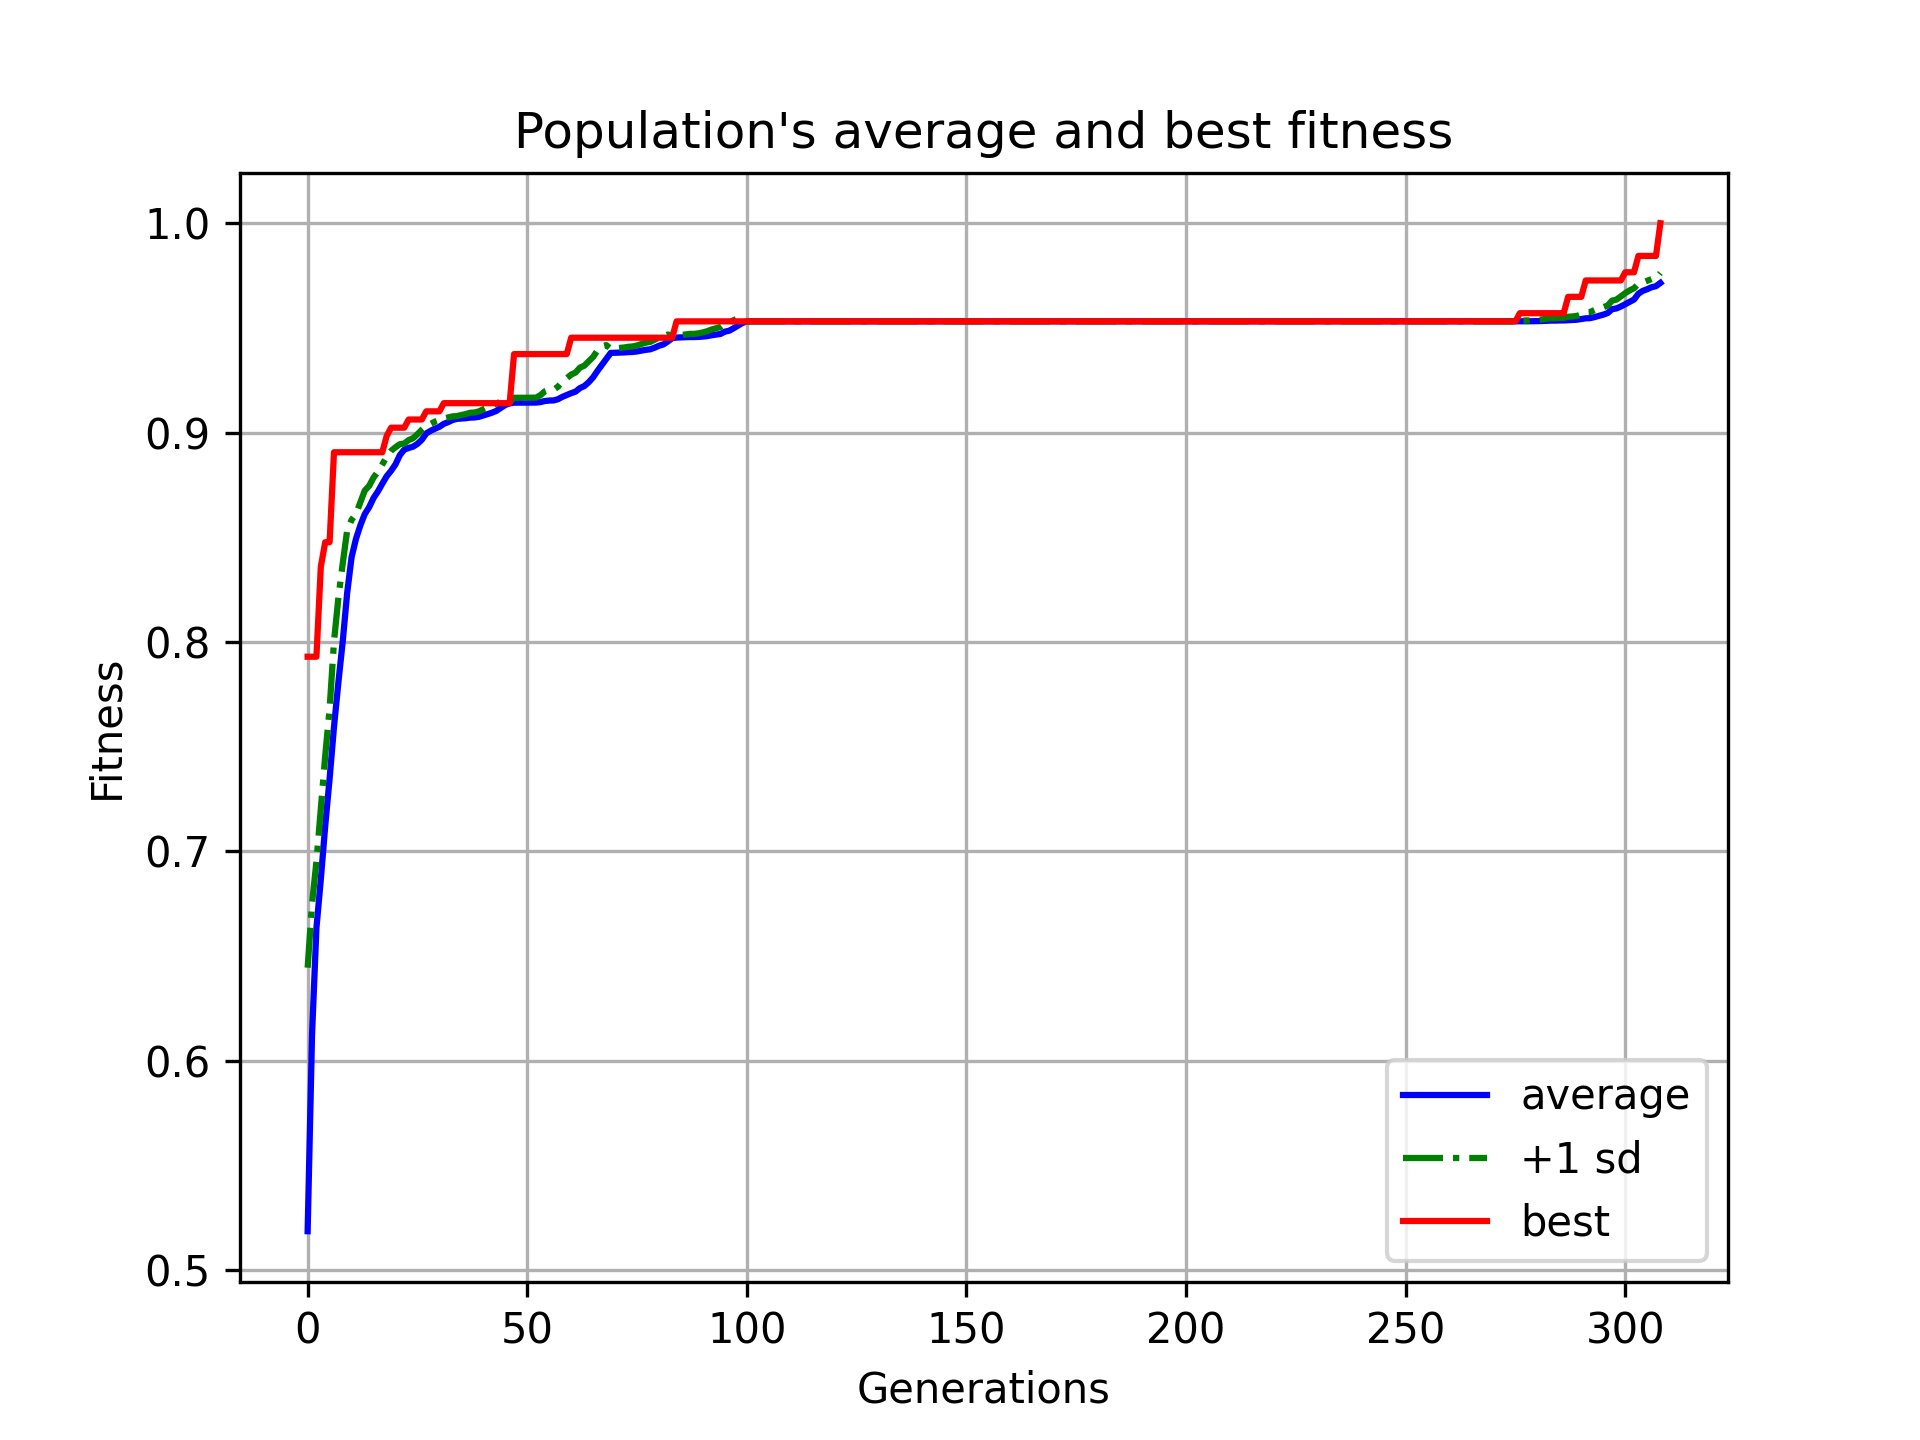 Population's average and best fitness
1.0
0.9
0.8
0.7
0.6
0.5
Fitness
0 50 100 150 200 250 300
Generations
average
+1 sd
best